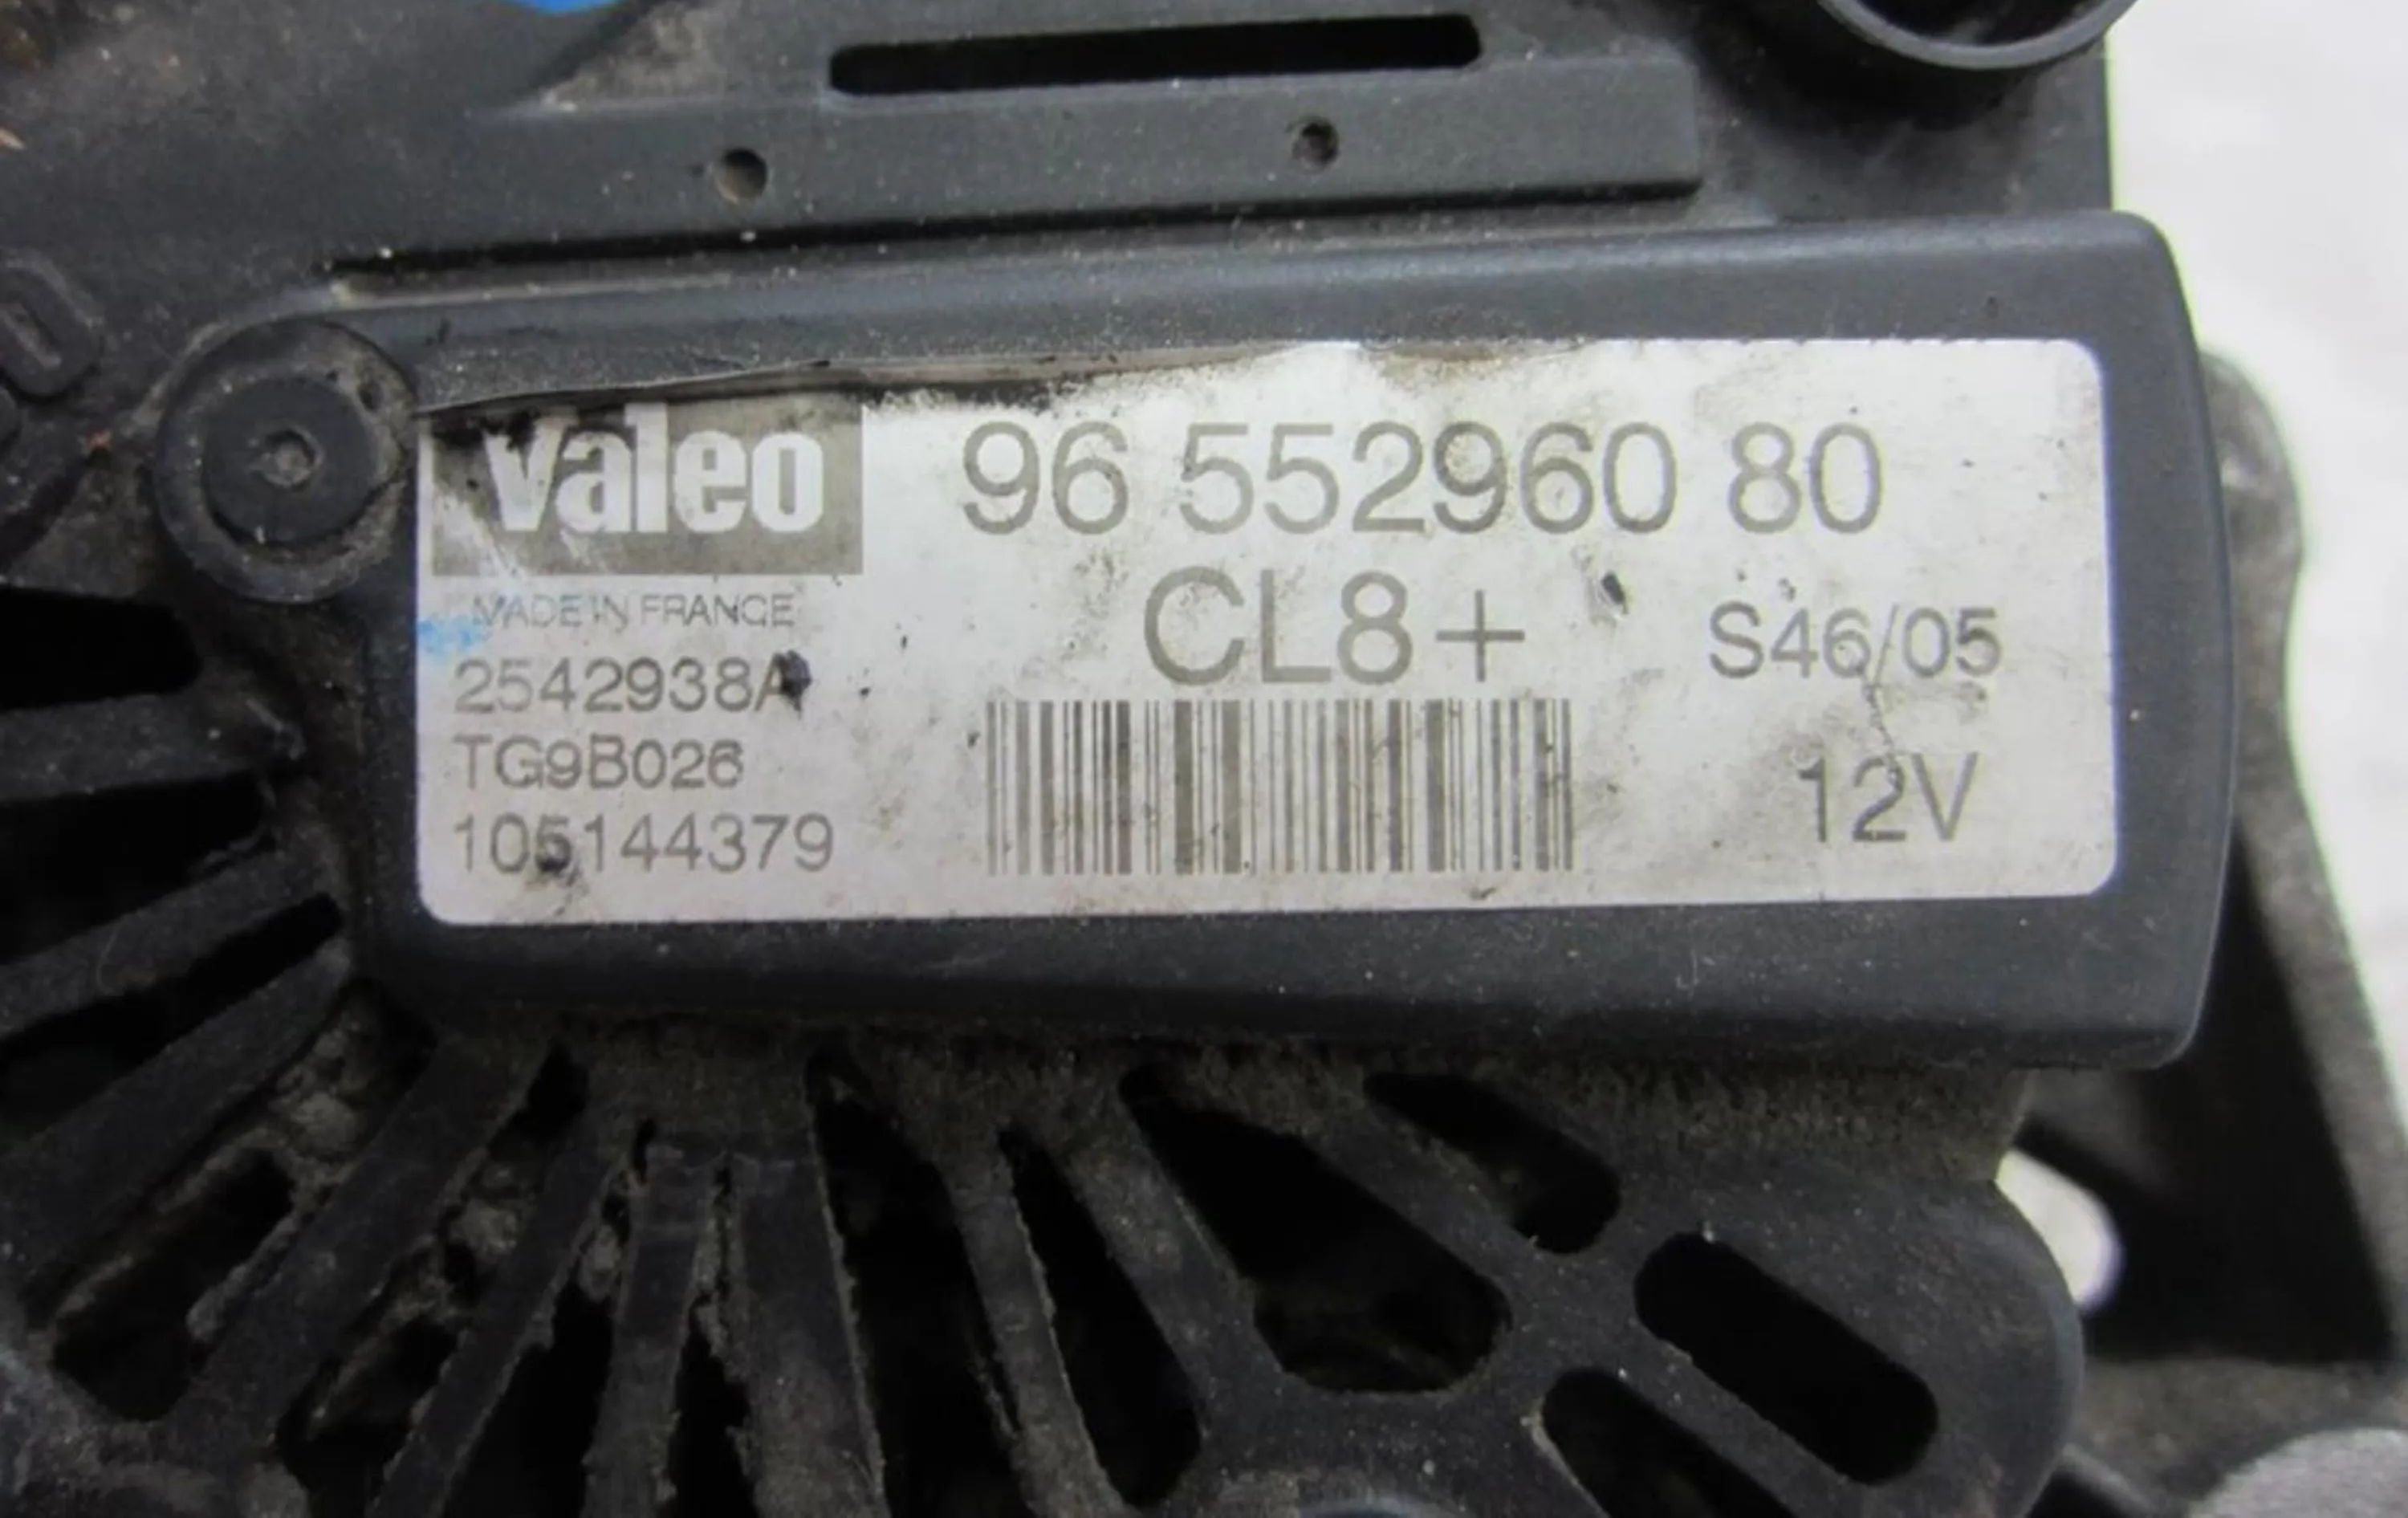 Valeo
96 552960 80
MADE IN FRANCE
CL8+
S46/05
2542938A
TG9B026
12V
105144379